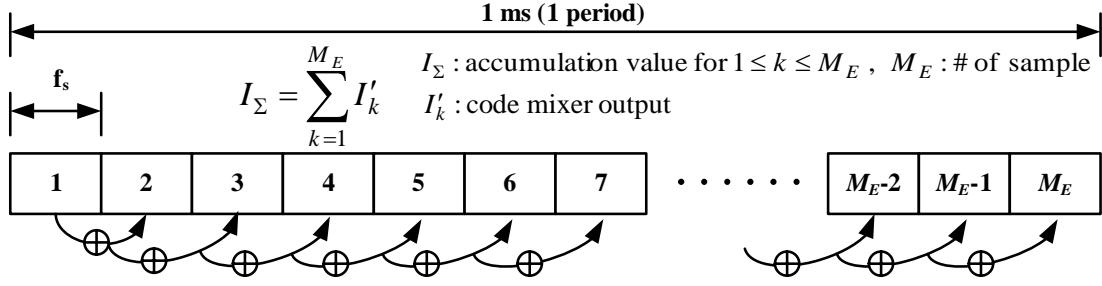 1 ms (1 period)
f_s
I_Σ = \sum_{k=1}^{M_E} I'_k
I_Σ : accumulation value for 1 ≤ k ≤ M_E , M_E : # of sample
I'_k : code mixer output
1 2 3 4 5 6 7 · · · · · · M_E-2 M_E-1 M_E